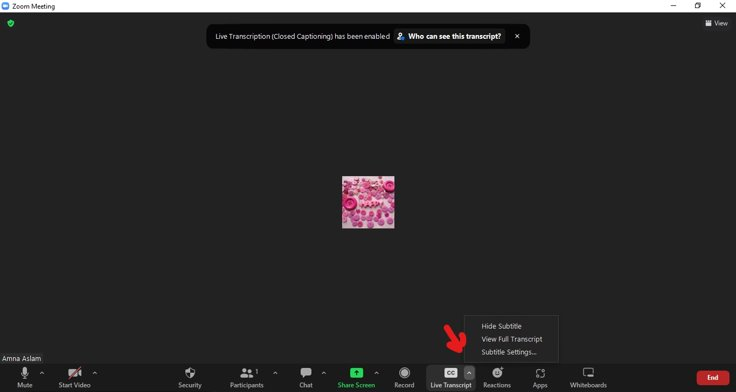 Zoom Meeting
Live Transcription (Closed Captioning) has been enabled Who can see this transcript?
View
Hide Subtitle
View Full Transcript
Subtitle Settings...
Amna Aslam
1
CC
Mute
Start Video
Security
Participants
Chat
Share Screen
Record
Live Transcript
Reactions
Apps
Whiteboards
End